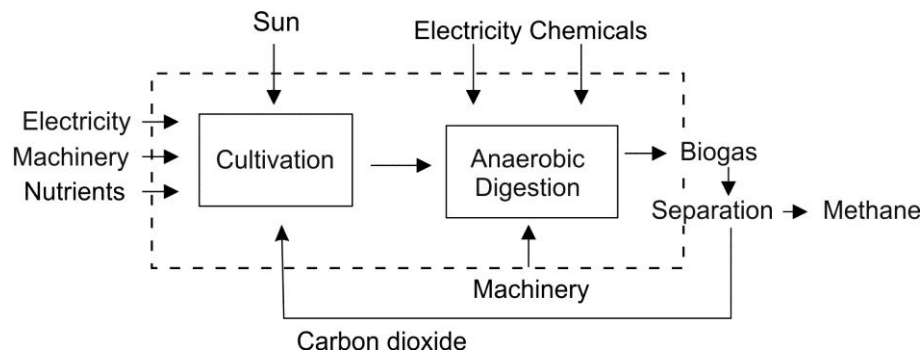 Sun
Electricity Chemicals
Electricity
Machinery
Nutrients
Cultivation
Anaerobic
Digestion
Biogas
Separation
Methane
Machinery
Carbon dioxide